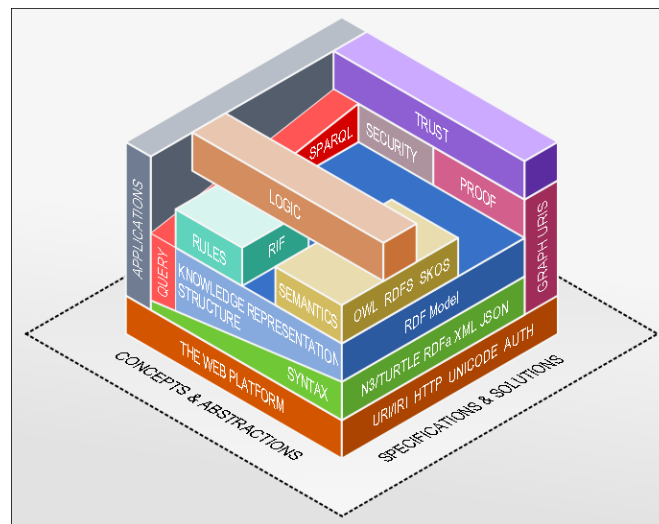 TRUST
SPARQL
SECURITY
PROOF
LOGIC
APPLICATIONS
RULES
RIF
GRAPH URIS
QUERY
KNOWLEDGE REPRESENTATION
STRUCTURE
SEMANTICS
OWL RDFS SKOS
RDF Model
SYNTAX
N3/TURTLE RDFa XML JSON
THE WEB PLATFORM
URI/IRI HTTP UNICODE AUTH
CONCEPTS & ABSTRACTIONS
SPECIFICATIONS & SOLUTIONS